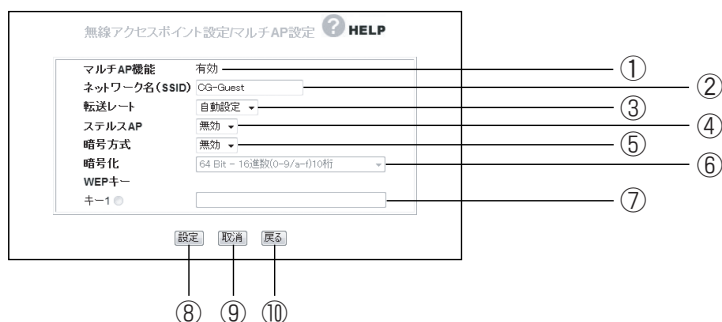 無線アクセスポイント設定/マルチAP設定 ? HELP
マルチAP機能 有効 ①
ネットワーク名(SSID) CG-Guest ②
転送レート 自動設定 ③
ステルスAP 無効 ④
暗号方式 無効 ⑤
暗号化 64 Bit - 16進数(0-9/a-f)10桁 ⑥
WEPキー
キー1 ⑦
設定 取消 戻る
⑧ ⑨ ⑩